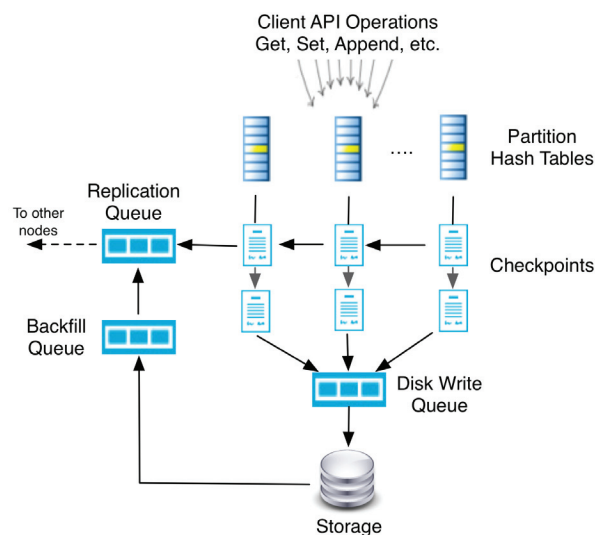 Client API Operations
Get, Set, Append, etc.
....
Partition
Hash Tables
Replication
Queue
To other
nodes
Checkpoints
Backfill
Queue
Disk Write
Queue
Storage